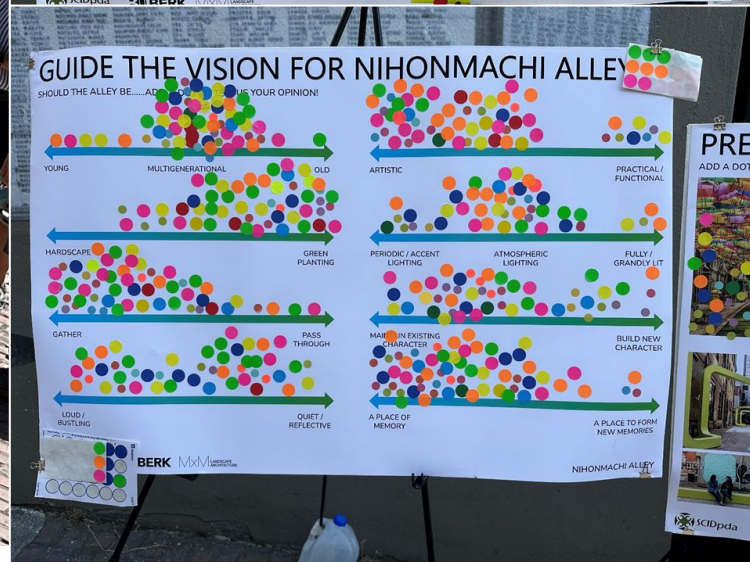 GUIDE THE VISION FOR NIHONMACHI ALLEY
SHOULD THE ALLEY BE......
US YOUR OPINION!
YOUNG
MULTIGENERATIONAL
OLD
ARTISTIC
PRACTICAL /
FUNCTIONAL
HARDSCAPE
GREEN
PLANTING
PERIODIC / ACCENT
LIGHTING
ATMOSPHERIC
LIGHTING
FULLY /
GRANDLY LIT
GATHER
PASS
THROUGH
EXISTING
CHARACTER
BUILD NEW
CHARACTER
LOUD /
BUSTLING
QUIET /
REFLECTIVE
A PLACE OF
MEMORY
A PLACE TO FORM
NEW MEMORIES
BERK
MxM LANDSCAPE
ARCHITECTURE
NIHONMACHI ALLEY
PRE
ADD A DOT
SCIDpda
SCIDpda
BERK